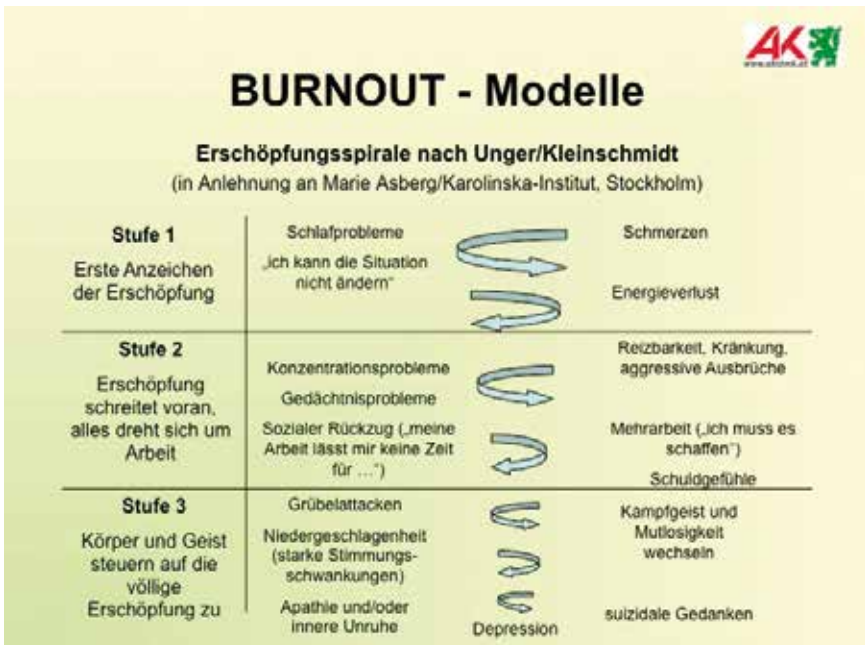 AK
BURNOUT - Modelle
Erschöpfungsspirale nach Unger/Kleinschmidt
(in Anlehnung an Marie Asberg/Karolinska-Institut, Stockholm)
Stufe 1
Erste Anzeichen
der Erschöpfung
Schlafprobleme
„ich kann die Situation
nicht ändern“
Schmerzen
Energieverlust
Stufe 2
Erschöpfung
schreitet voran,
alles dreht sich um
Arbeit
Konzentrationsprobleme
Gedächtnisprobleme
Sozialer Rückzug („meine
Arbeit lässt mir keine Zeit
für ...“)
Reizbarkeit, Kränkung,
aggressive Ausbrüche
Mehrarbeit („ich muss es
schaffen“)
Schuldgefühle
Stufe 3
Körper und Geist
steuern auf die
völlige
Erschöpfung zu
Grübelattacken
Niedergeschlagenheit
(starke Stimmungs-
schwankungen)
Apathie und/oder
innere Unruhe
Depression
Kampfgeist und
Mutlosigkeit
wechseln
suizidale Gedanken